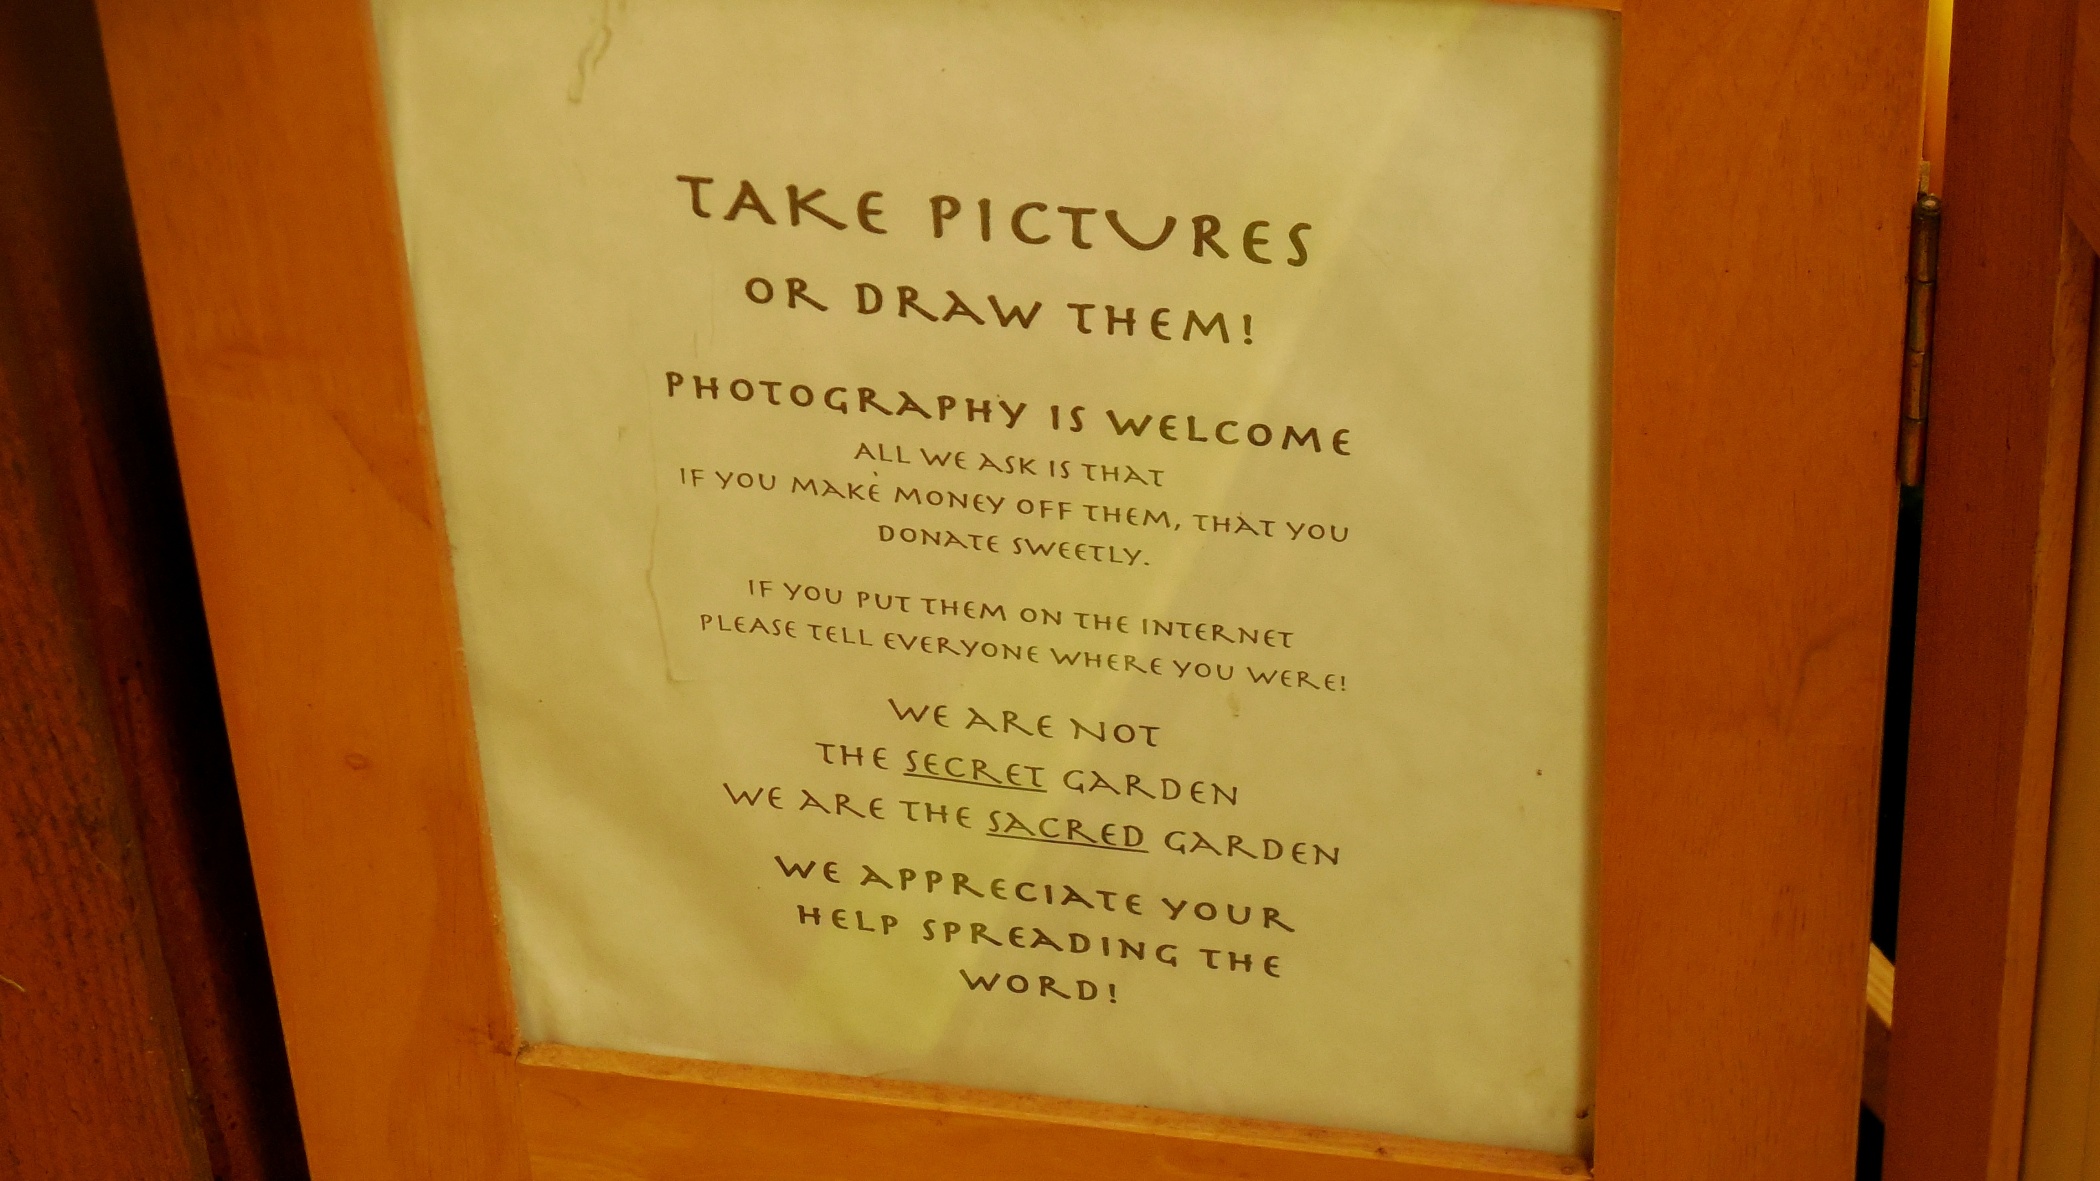 TAKE PICTURES
OR DRAW THEM!
PHOTOGRAPHY IS WELCOME
ALL WE ASK IS THAT
IF YOU MAKE MONEY OFF THEM, THAT YOU
DONATE SWEETLY.
IF YOU PUT THEM ON THE INTERNET
PLEASE TELL EVERYONE WHERE YOU WERE!
WE ARE NOT
THE SECRET GARDEN
WE ARE THE SACRED GARDEN
WE APPRECIATE YOUR
HELP SPREADING THE
WORD!